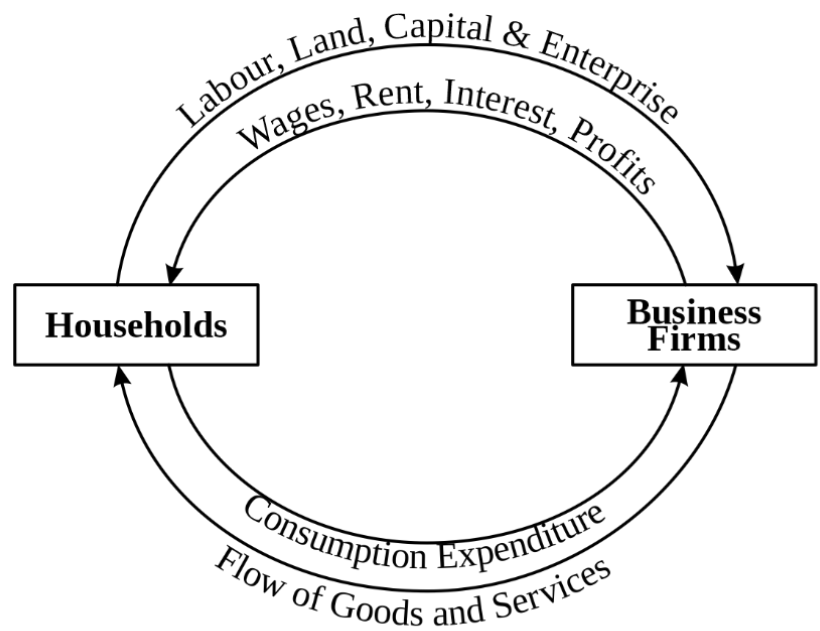 Labour, Land, Capital & Enterprise
Wages, Rent, Interest, Profits
Households
Business
Firms
Consumption Expenditure
Flow of Goods and Services